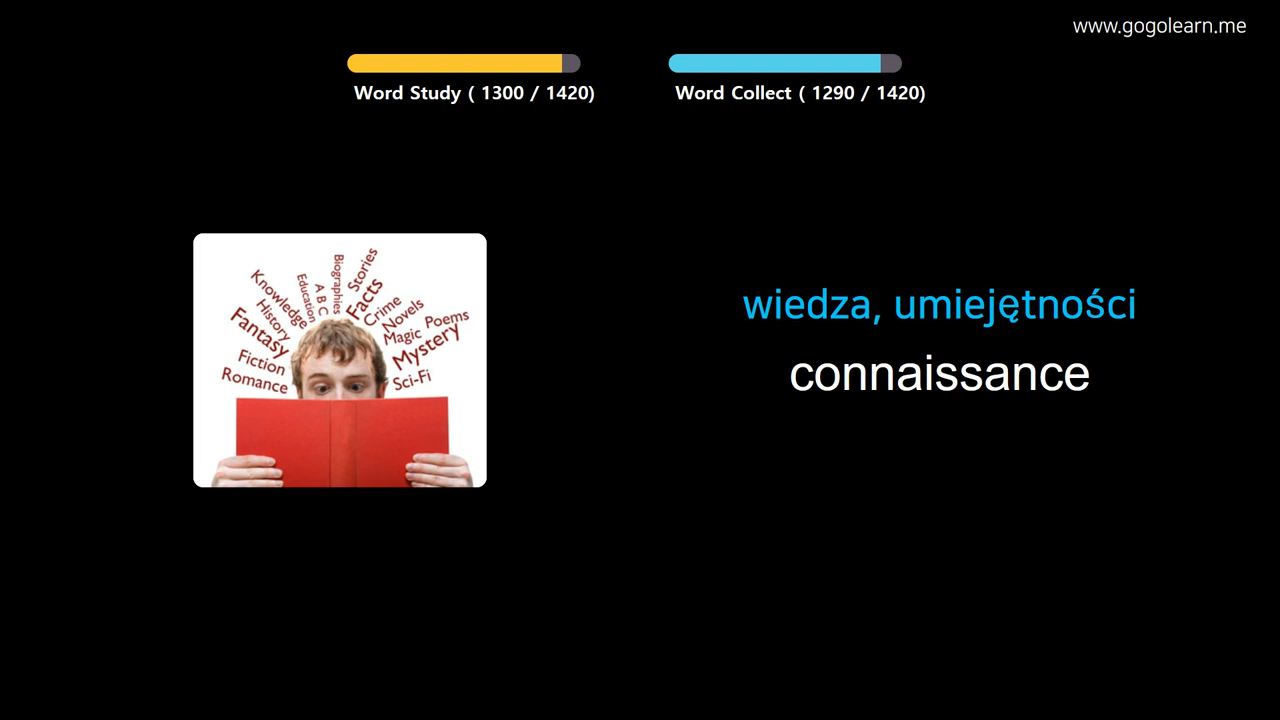 www.gogolearn.me
Word Study ( 1300 / 1420)
Word Collect ( 1290 / 1420)
Stories
Biographies
Facts
A B C
Education
Knowledge
Crime
History
Novels
Fantasy
Magic
Poems
Mystery
Fiction
Romance
Sci-Fi
wiedza, umiejętności
connaissance